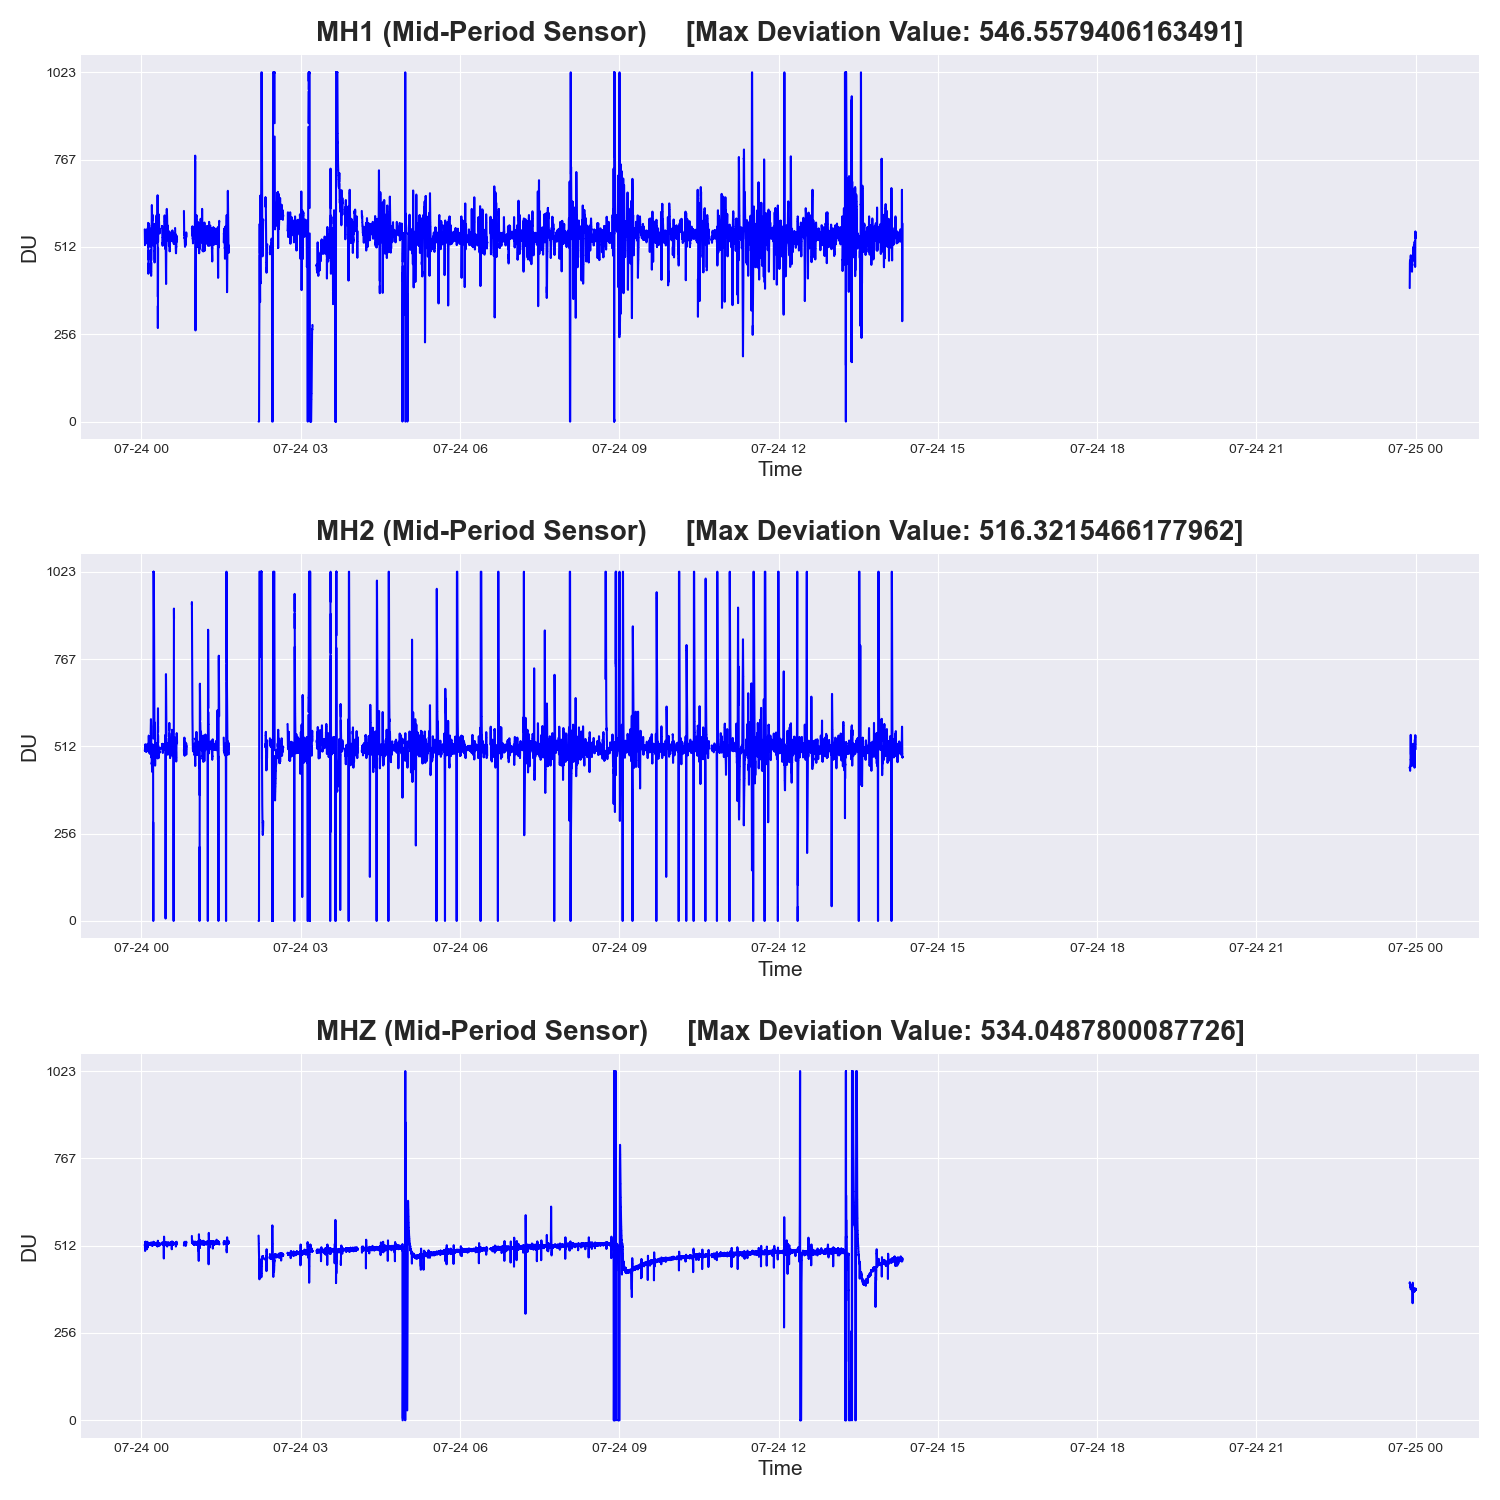 MH1 (Mid-Period Sensor) [Max Deviation Value: 546.5579406163491]
1023
767
512
256
0
DU
07-24 00 07-24 03 07-24 06 07-24 09 07-24 12 07-24 15 07-24 18 07-24 21 07-25 00
Time
MH2 (Mid-Period Sensor) [Max Deviation Value: 516.3215466177962]
1023
767
512
256
0
DU
07-24 00 07-24 03 07-24 06 07-24 09 07-24 12 07-24 15 07-24 18 07-24 21 07-25 00
Time
MHZ (Mid-Period Sensor) [Max Deviation Value: 534.0487800087726]
1023
767
512
256
0
DU
07-24 00 07-24 03 07-24 06 07-24 09 07-24 12 07-24 15 07-24 18 07-24 21 07-25 00
Time